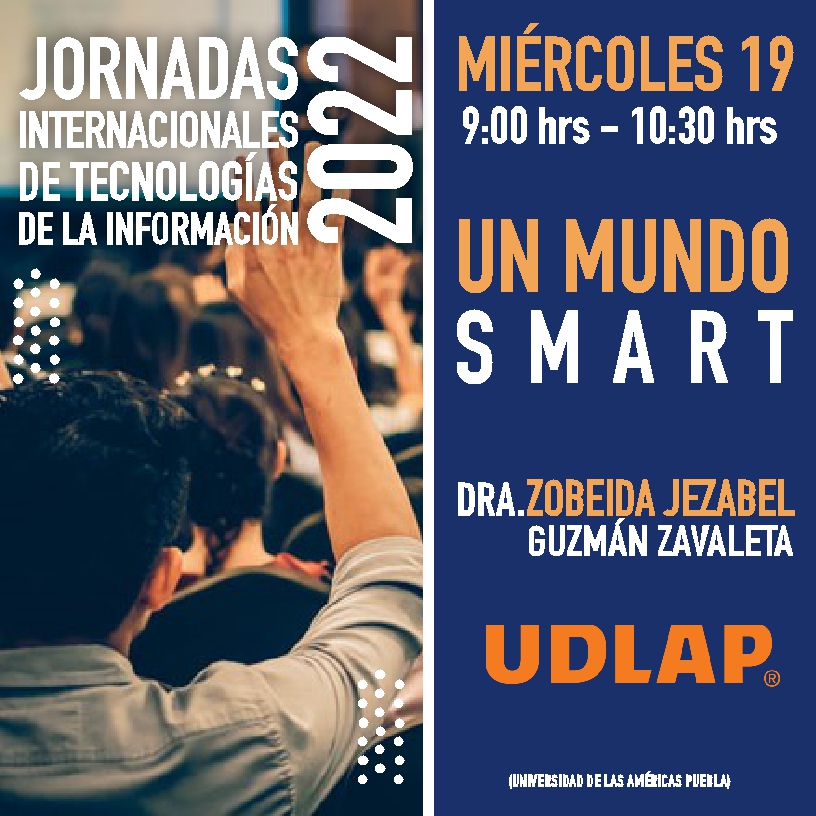 JORNADAS
INTERNACIONALES
DE TECNOLOGÍAS
DE LA INFORMACIÓN
2022
MIÉRCOLES 19
9:00 hrs – 10:30 hrs
UN MUNDO
SMART
DRA.ZOBEIDA JEZABEL
GUZMÁN ZAVALETA
UDLAP®
(UNIVERSIDAD DE LAS AMÉRICAS PUEBLA)